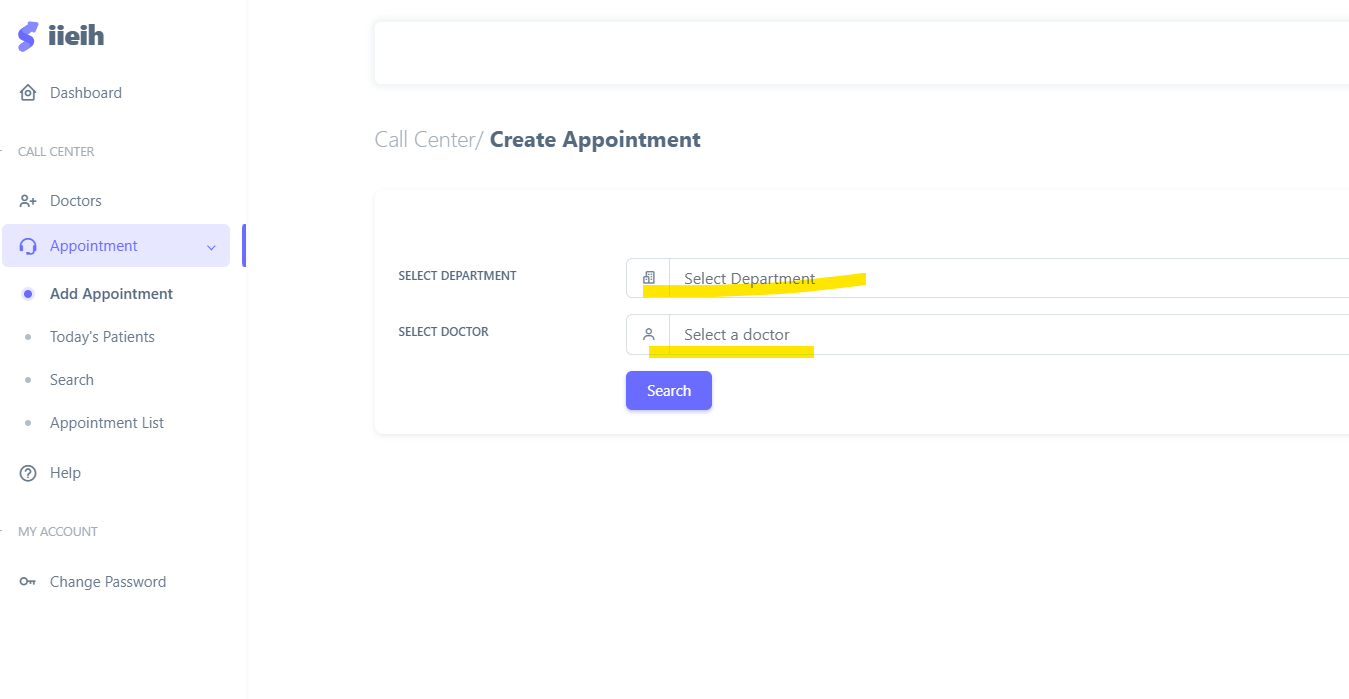 iieih
Dashboard
CALL CENTER
Doctors
Appointment
Add Appointment
Today's Patients
Search
Appointment List
Help
MY ACCOUNT
Change Password
Call Center/ Create Appointment
SELECT DEPARTMENT
Select Department
SELECT DOCTOR
Select a doctor
Search